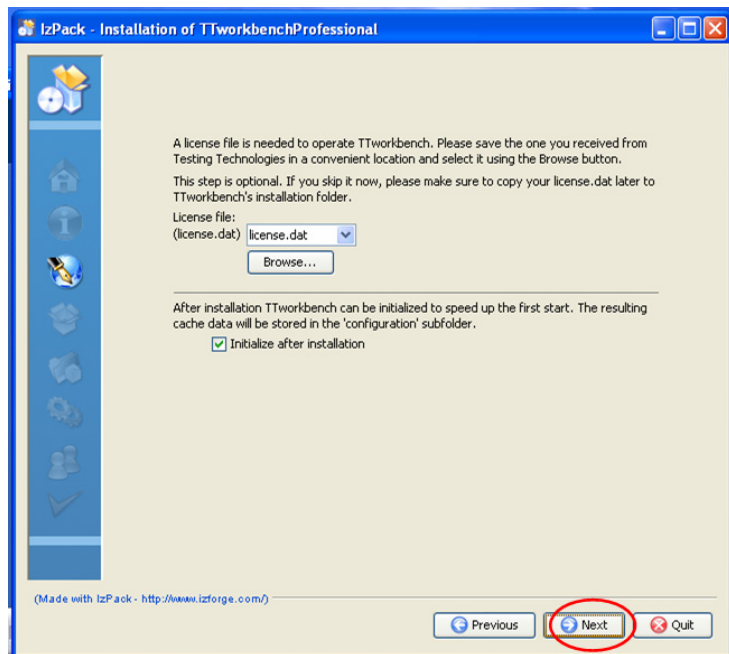 IzPack - Installation of TTworkbenchProfessional
A license file is needed to operate TTworkbench. Please save the one you received from
Testing Technologies in a convenient location and select it using the Browse button.
This step is optional. If you skip it now, please make sure to copy your license.dat later to
TTworkbench's installation folder.
License file:
(license.dat) license.dat
Browse...
After installation TTworkbench can be initialized to speed up the first start. The resulting
cache data will be stored in the 'configuration' subfolder.
Initialize after installation
(Made with IzPack - http://www.izforge.com/)
Previous Next Quit